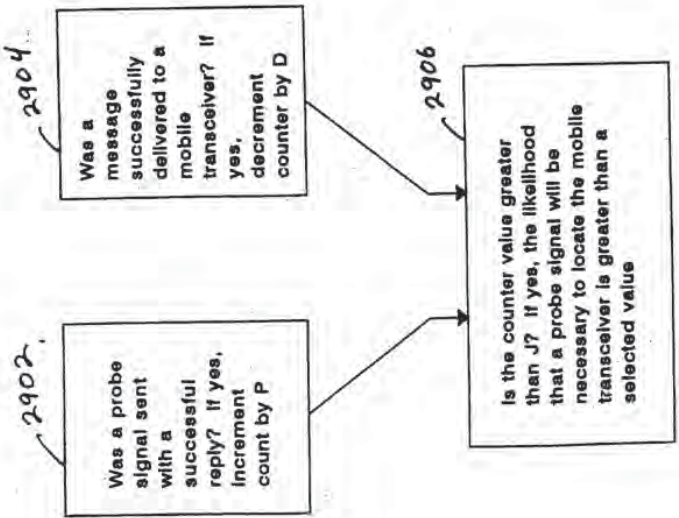 2902
Was a probe
signal sent
with a
successful
reply? If yes,
increment
count by P
2904
Was a
message
successfully
delivered to a
mobile
transceiver? If
yes,
decrement
counter by D
2906
Is the counter value greater
than J? If yes, the likelihood
that a probe signal will be
necessary to locate the mobile
transceiver is greater than a
selected value